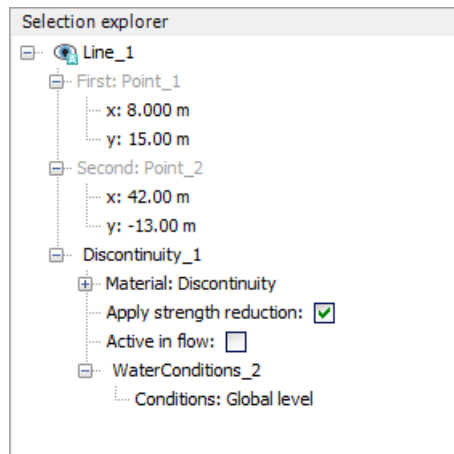 Selection explorer
Line_1
First: Point_1
x: 8.000 m
y: 15.00 m
Second: Point_2
x: 42.00 m
y: -13.00 m
Discontinuity_1
Material: Discontinuity
Apply strength reduction:
Active in flow:
WaterConditions_2
Conditions: Global level